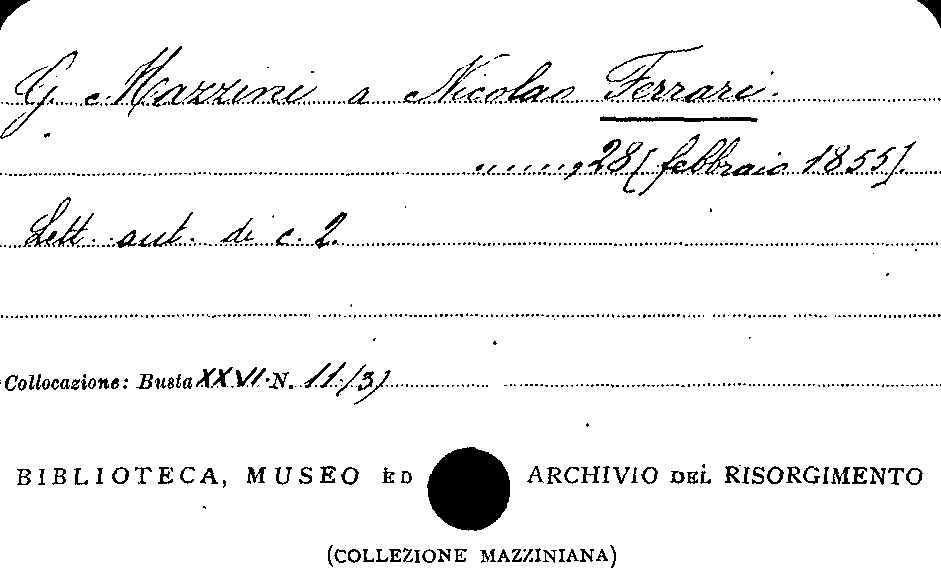 G. Mazzini a Nicolao Ferrari.
......., 28 [febbraio 1855].
Lett. aut. di c. 2.
Collocazione: Busta XXVI N. 11/3)
BIBLIOTECA, MUSEO ED ARCHIVIO DEL RISORGIMENTO
(COLLEZIONE MAZZINIANA)